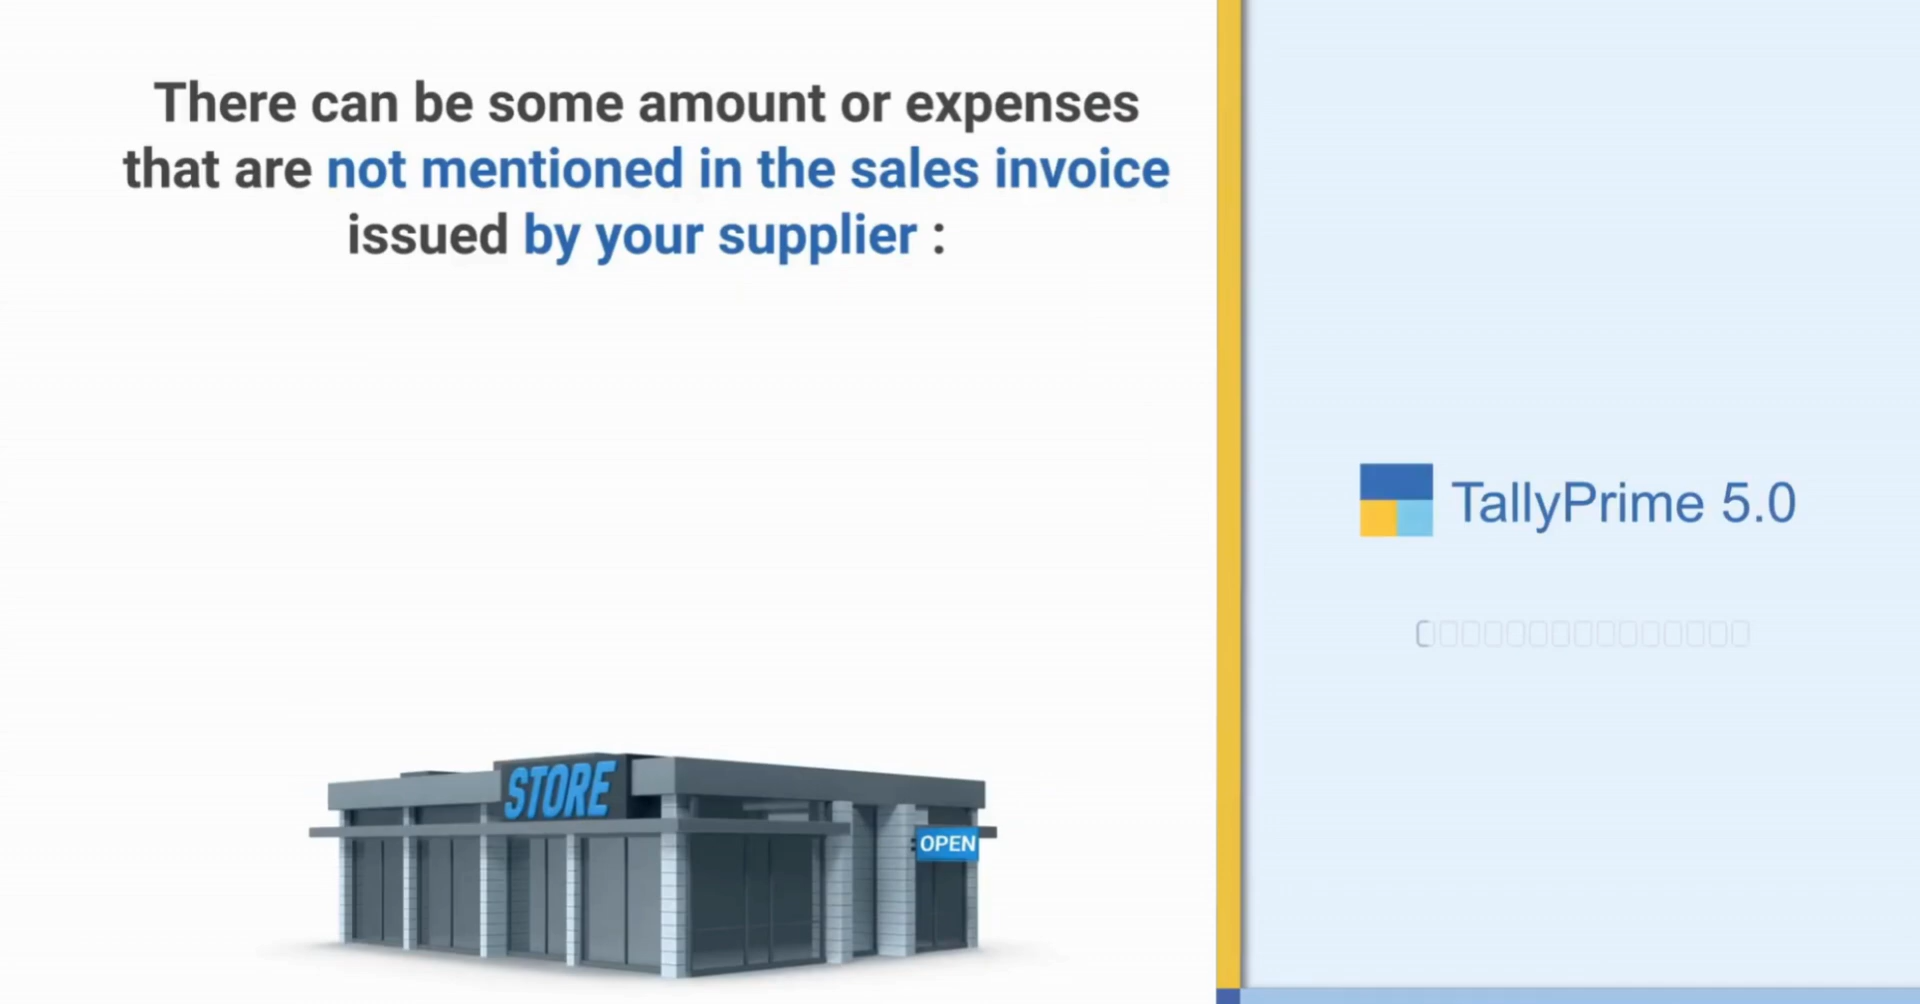 There can be some amount or expenses
that are not mentioned in the sales invoice
issued by your supplier :
TallyPrime 5.0
STORE
OPEN